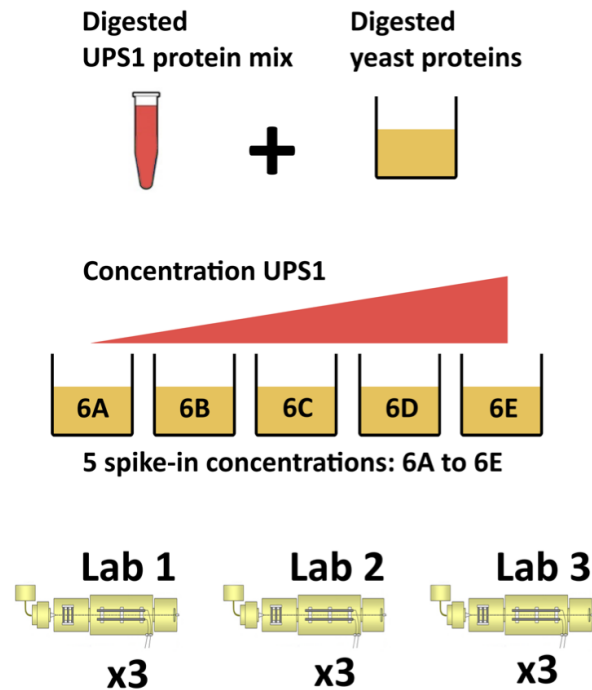 Digested
UPS1 protein mix
Digested
yeast proteins
+
Concentration UPS1
6A 6B 6C 6D 6E
5 spike-in concentrations: 6A to 6E
Lab 1 Lab 2 Lab 3
x3 x3 x3